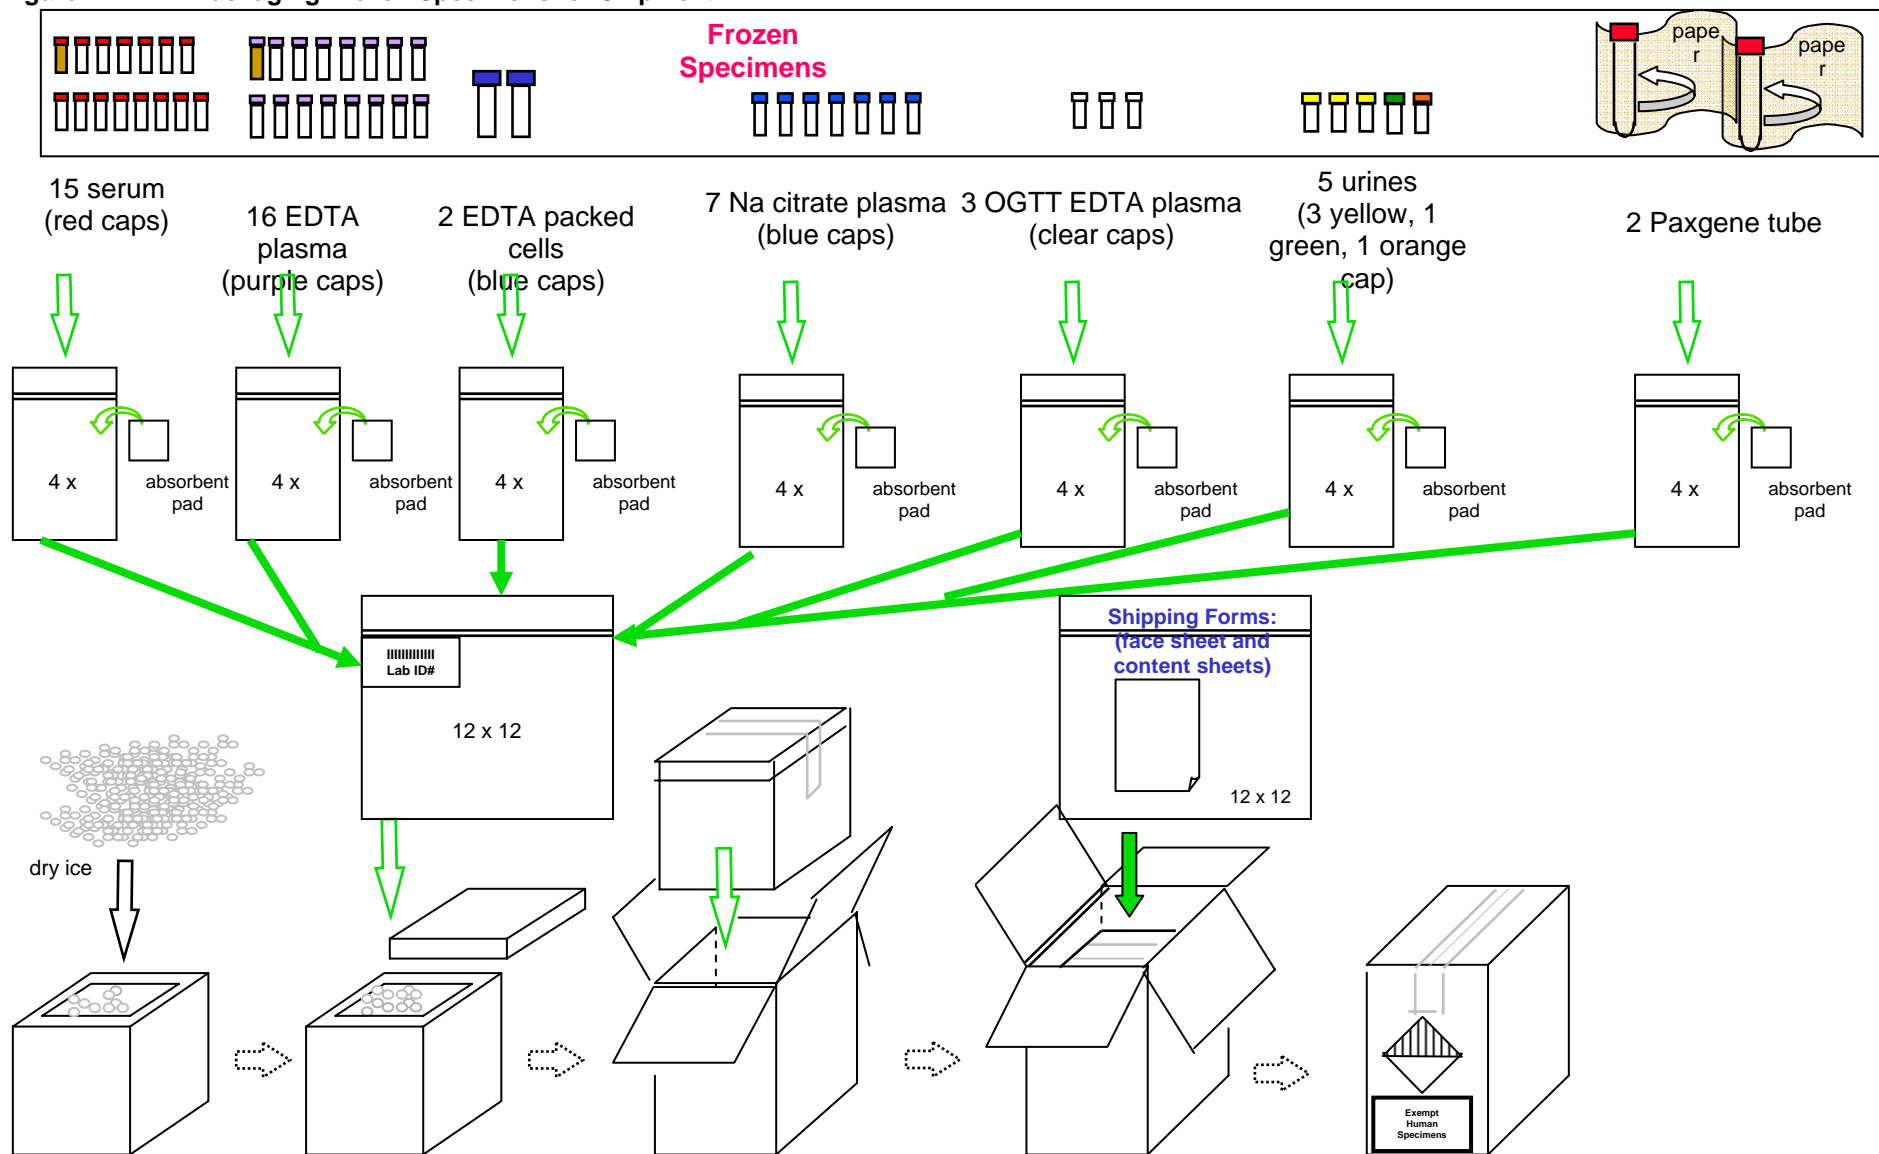 Frozen
Specimens
pape
r
pape
r
15 serum
(red caps)
16 EDTA
plasma
(purple caps)
2 EDTA packed
cells
(blue caps)
7 Na citrate plasma
(blue caps)
3 OGTT EDTA plasma
(clear caps)
5 urines
(3 yellow, 1
green, 1 orange
cap)
2 Paxgene tube
4 x
absorbent
pad
4 x
absorbent
pad
4 x
absorbent
pad
4 x
absorbent
pad
4 x
absorbent
pad
4 x
absorbent
pad
4 x
absorbent
pad
Lab ID#
12 x 12
Shipping Forms:
(face sheet and
content sheets)
12 x 12
dry ice
Exempt
Human
Specimens